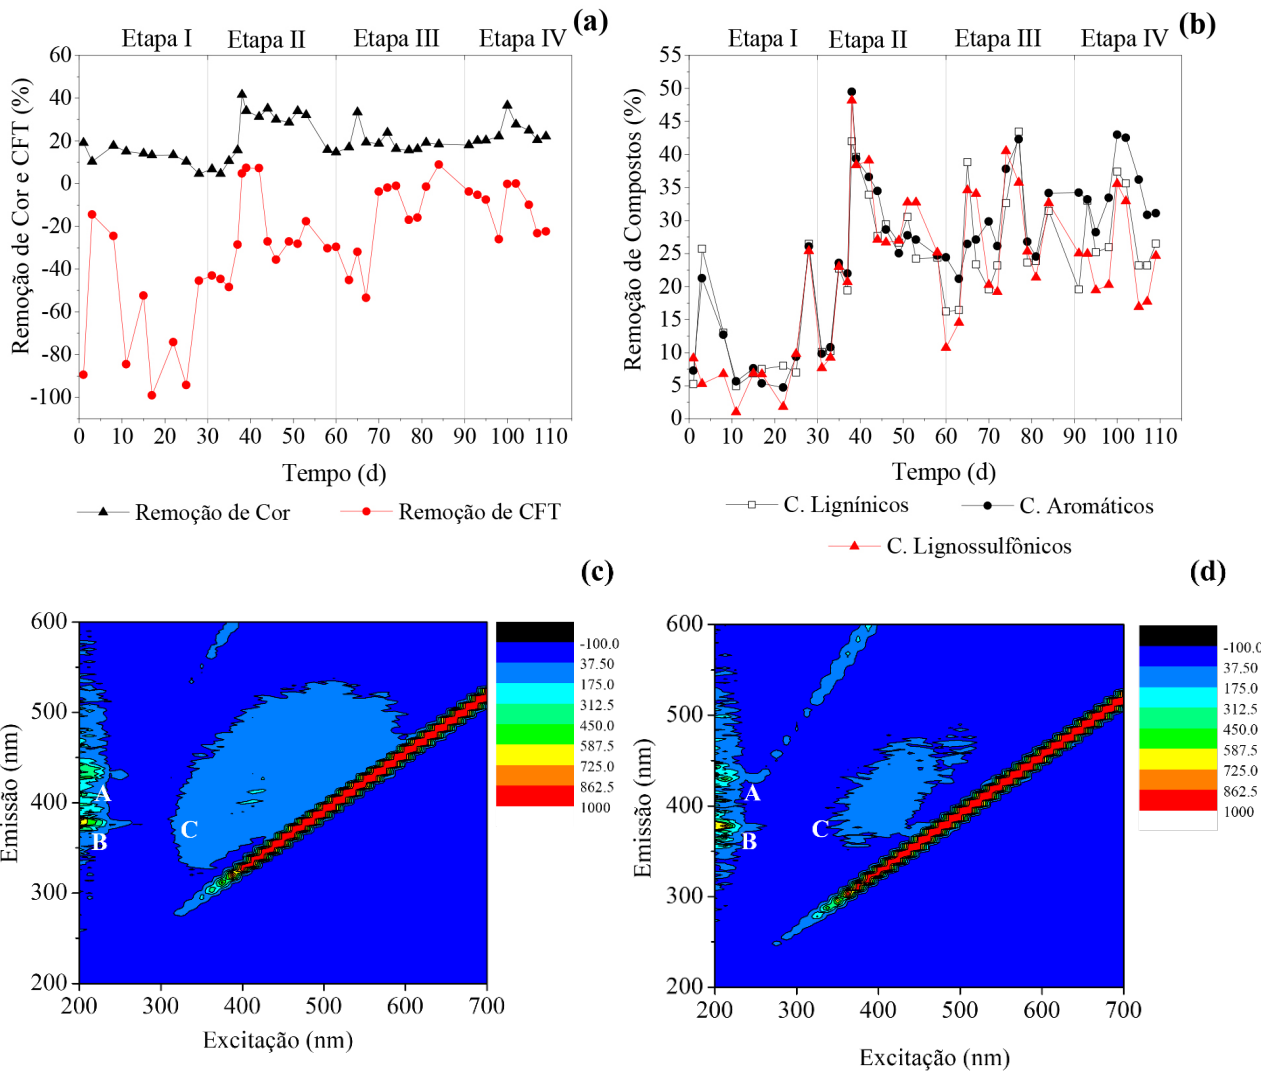 (a)
Etapa I Etapa II Etapa III Etapa IV
60
40
20
0
-20
-40
-60
-80
-100
Remoção de Cor e CFT (%)
0 10 20 30 40 50 60 70 80 90 100 110
Tempo (d)
Remoção de Cor Remoção de CFT
(b)
Etapa I Etapa II Etapa III Etapa IV
55
50
45
40
35
30
25
20
15
10
5
0
Remoção de Compostos (%)
0 10 20 30 40 50 60 70 80 90 100 110
Tempo (d)
C. Lignínicos C. Aromáticos
C. Lignossulfônicos
(c)
600
500
400
300
200
Emissão (nm)
A
B
C
200 300 400 500 600 700
Excitação (nm)
-100.0
37.50
175.0
312.5
450.0
587.5
725.0
862.5
1000
(d)
600
500
400
300
200
Emissão (nm)
A
B
C
200 300 400 500 600 700
Excitação (nm)
-100.0
37.50
175.0
312.5
450.0
587.5
725.0
862.5
1000